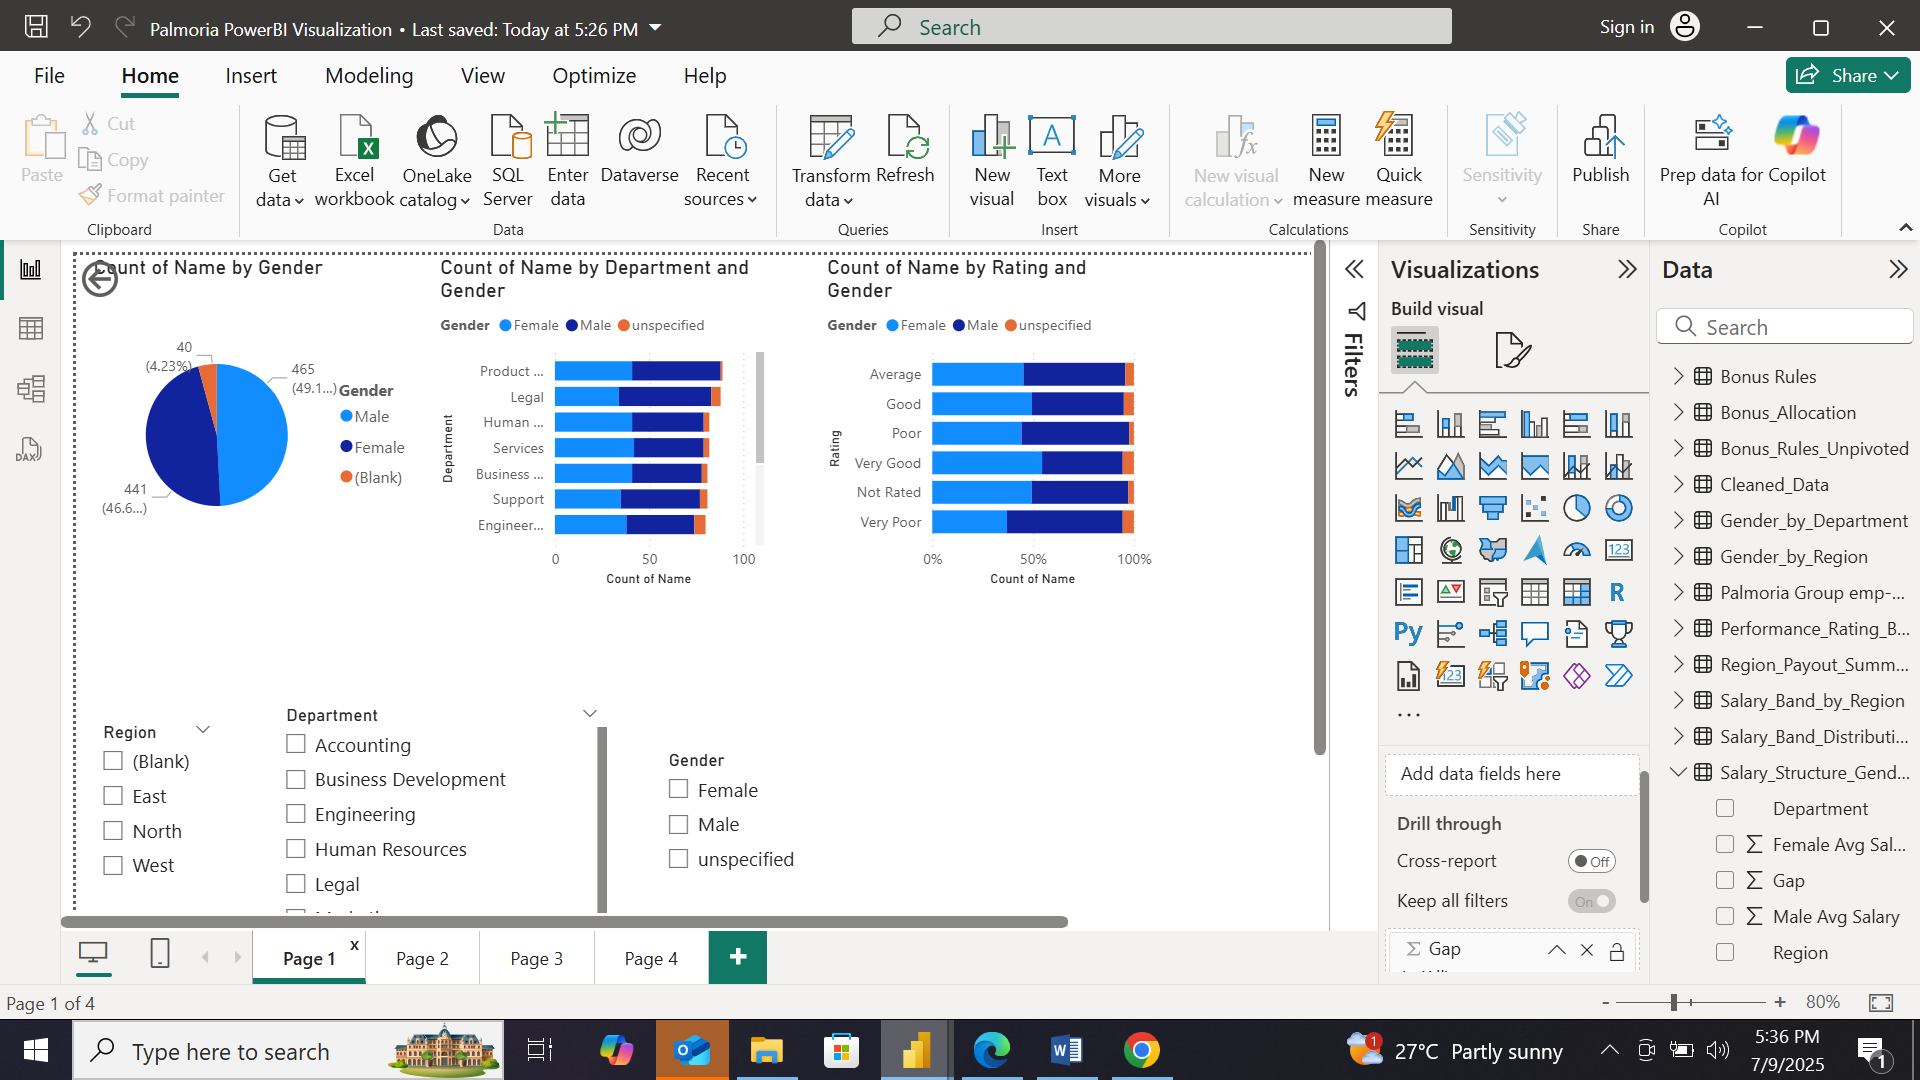 Palmoria PowerBI Visualization • Last saved: Today at 5:26 PM
Search
Sign in
File Home Insert Modeling View Optimize Help
Share
Paste
Cut
Copy
Format painter
Clipboard
Get data
Excel workbook
OneLake catalog
SQL Server
Enter data
Dataverse
Recent sources
Data
Transform data
Refresh
Queries
New visual
Text box
More visuals
Insert
New visual calculation
New measure
Quick measure
Calculations
Sensitivity
Sensitivity
Publish
Share
Prep data for AI
Copilot
Copilot
Count of Name by Gender
40
(4.23%)
465
(49.1...)
441
(46.6...)
Gender
Male
Female
(Blank)
Count of Name by Department and
Gender
Gender Female Male unspecified
Department
Product ...
Legal
Human ...
Services
Business ...
Support
Engineer...
0 50 100
Count of Name
Count of Name by Rating and
Gender
Gender Female Male unspecified
Rating
Average
Good
Poor
Very Good
Not Rated
Very Poor
0% 50% 100%
Count of Name
Region
(Blank)
East
North
West
Department
Accounting
Business Development
Engineering
Human Resources
Legal
Gender
Female
Male
unspecified
Filters
Visualizations
Build visual
123
R
Py
123
...
Add data fields here
Drill through
Cross-report
Off
Keep all filters
On
Gap
Data
Search
Bonus Rules
Bonus_Allocation
Bonus_Rules_Unpivoted
Cleaned_Data
Gender_by_Department
Gender_by_Region
Palmoria Group emp-...
Performance_Rating_B...
Region_Payout_Summ...
Salary_Band_by_Region
Salary_Band_Distributi...
Salary_Structure_Gend...
Department
Female Avg Sal...
Gap
Male Avg Salary
Region
DAX
Page 1 x
Page 2
Page 3
Page 4
+
Page 1 of 4
- + 80%
Type here to search
1
27°C Partly sunny
5:36 PM
7/9/2025
1